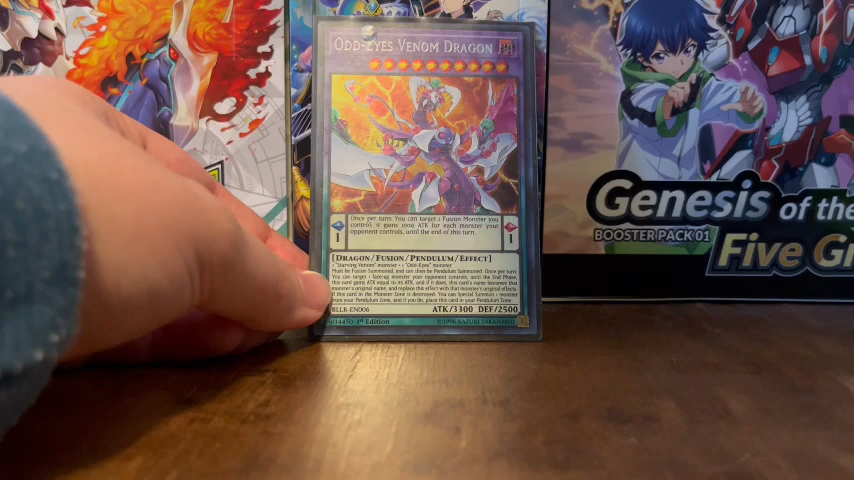 ODD-EYES VENOM DRAGON
Once per turn: You can target 1 Fusion Monster you
control; it gains 1000 ATK for each monster your
opponent controls, until the end of this turn.
1
1
[DRAGON/FUSION/PENDULUM/EFFECT]
1 "Starving Venom" monster + 1 "Odd-Eyes" monster
Must be Fusion Summoned, and can be Pendulum Summoned. Once per turn:
You can target 1 face-up monster your opponent controls; until the End Phase,
this card gains ATK equal to its ATK, and if it does, this card's name becomes that
monster's original name, and replace this effect with that monster's original effects.
If this card in the Monster Zone is destroyed: You can Special Summon 1 monster
from your Pendulum Zone, and if you do, place this card in your Pendulum Zone.
BLLR-EN006
ATK/3300 DEF/2500
1st Edition
©1996 KAZUKI TAKAHASHI
Genesis of the
BOOSTER PACK 01
Five Gr